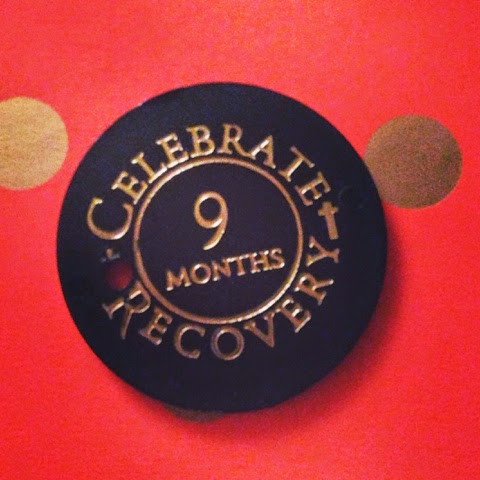 CELEBRATE
9
MONTHS
RECOVERY